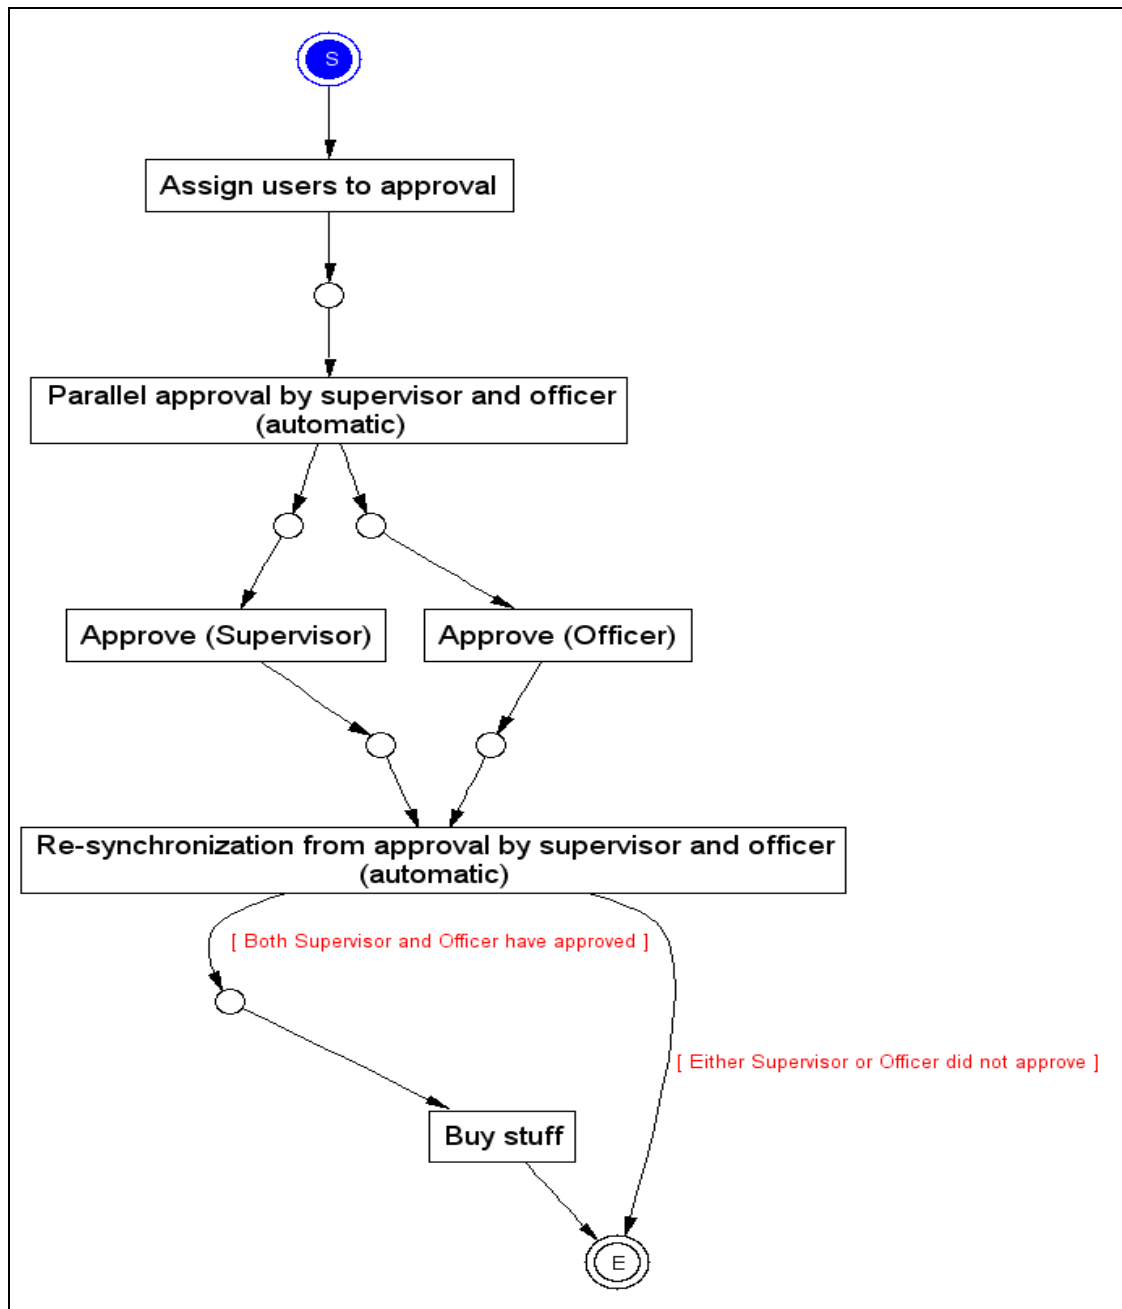 S
Assign users to approval
Parallel approval by supervisor and officer
(automatic)
Approve (Supervisor)
Approve (Officer)
Re-synchronization from approval by supervisor and officer
(automatic)
[ Both Supervisor and Officer have approved ]
[ Either Supervisor or Officer did not approve ]
Buy stuff
E